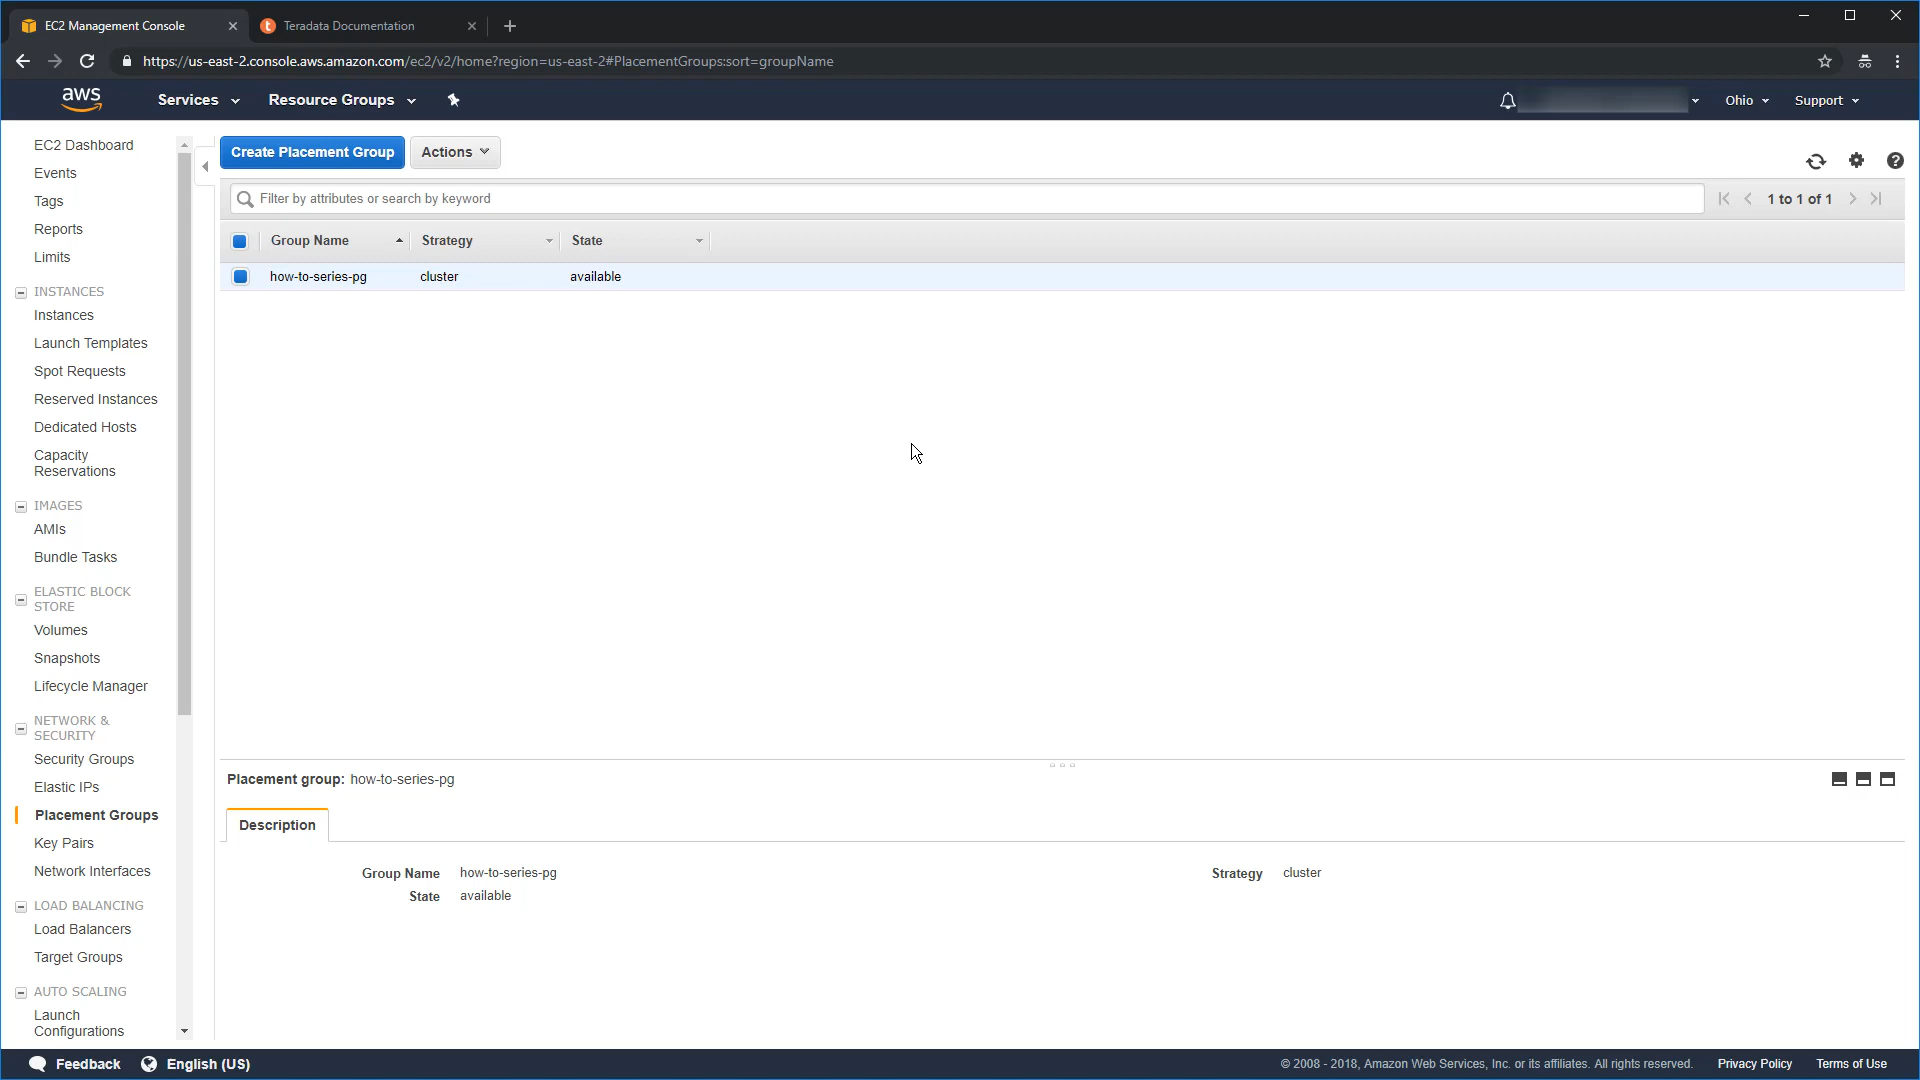 EC2 Management Console
Teradata Documentation
https://us-east-2.console.aws.amazon.com/ec2/v2/home?region=us-east-2#PlacementGroups:sort=groupName
aws
Services
Resource Groups
Ohio
Support
EC2 Dashboard
Events
Tags
Reports
Limits
INSTANCES
Instances
Launch Templates
Spot Requests
Reserved Instances
Dedicated Hosts
Capacity
Reservations
IMAGES
AMIs
Bundle Tasks
ELASTIC BLOCK
STORE
Volumes
Snapshots
Lifecycle Manager
NETWORK &
SECURITY
Security Groups
Elastic IPs
Placement Groups
Key Pairs
Network Interfaces
LOAD BALANCING
Load Balancers
Target Groups
AUTO SCALING
Launch
Configurations
Create Placement Group
Actions
Filter by attributes or search by keyword
1 to 1 of 1
Group Name
Strategy
State
how-to-series-pg
cluster
available
Placement group: how-to-series-pg
Description
Group Name how-to-series-pg
State available
Strategy cluster
Feedback
English (US)
© 2008 - 2018, Amazon Web Services, Inc. or its affiliates. All rights reserved.
Privacy Policy
Terms of Use